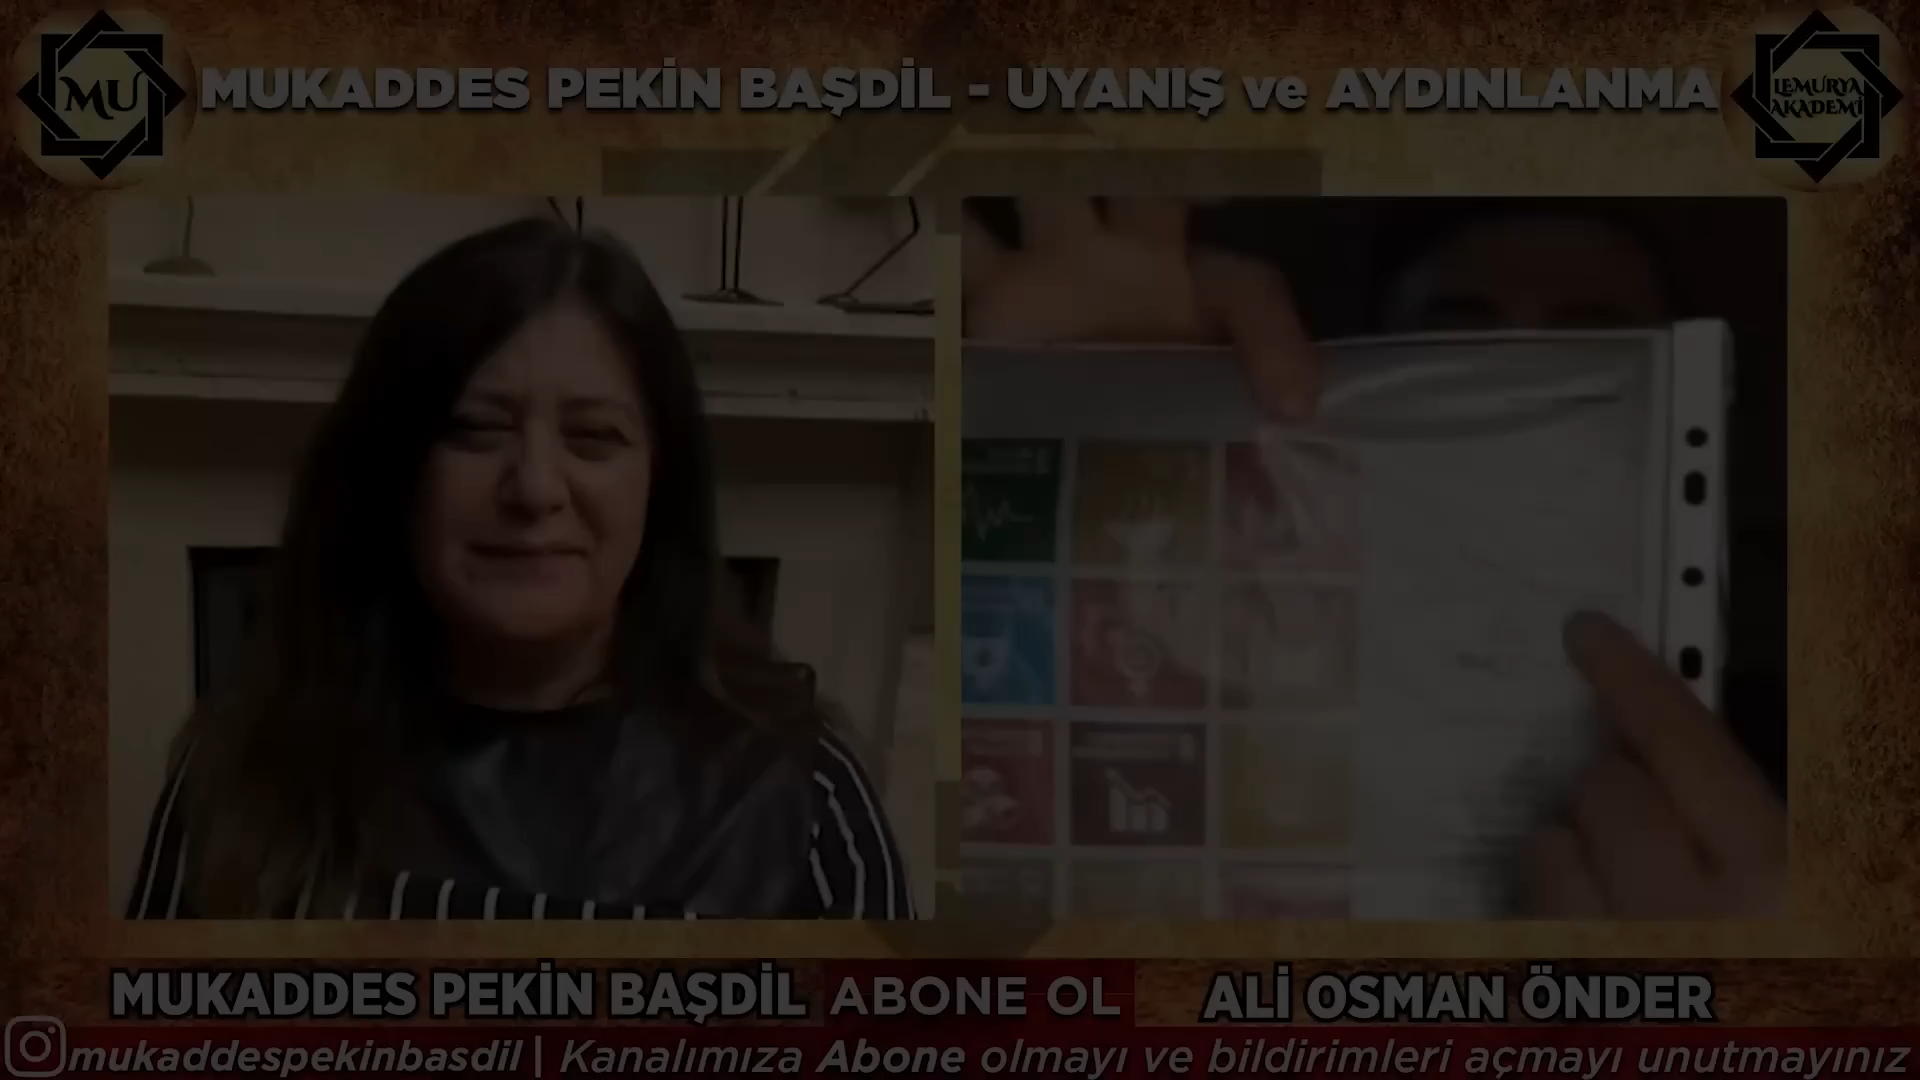 MU
MUKADDES PEKİN BAŞDİL - UYANIŞ ve AYDINLANMA
LEMURYA
AKADEMİ
MUKADDES PEKİN BAŞDİL
ABONE OL
ALİ OSMAN ÖNDER
mukaddespekinbasdil | Kanalımıza Abone olmayı ve bildirimleri açmayı unutmayınız